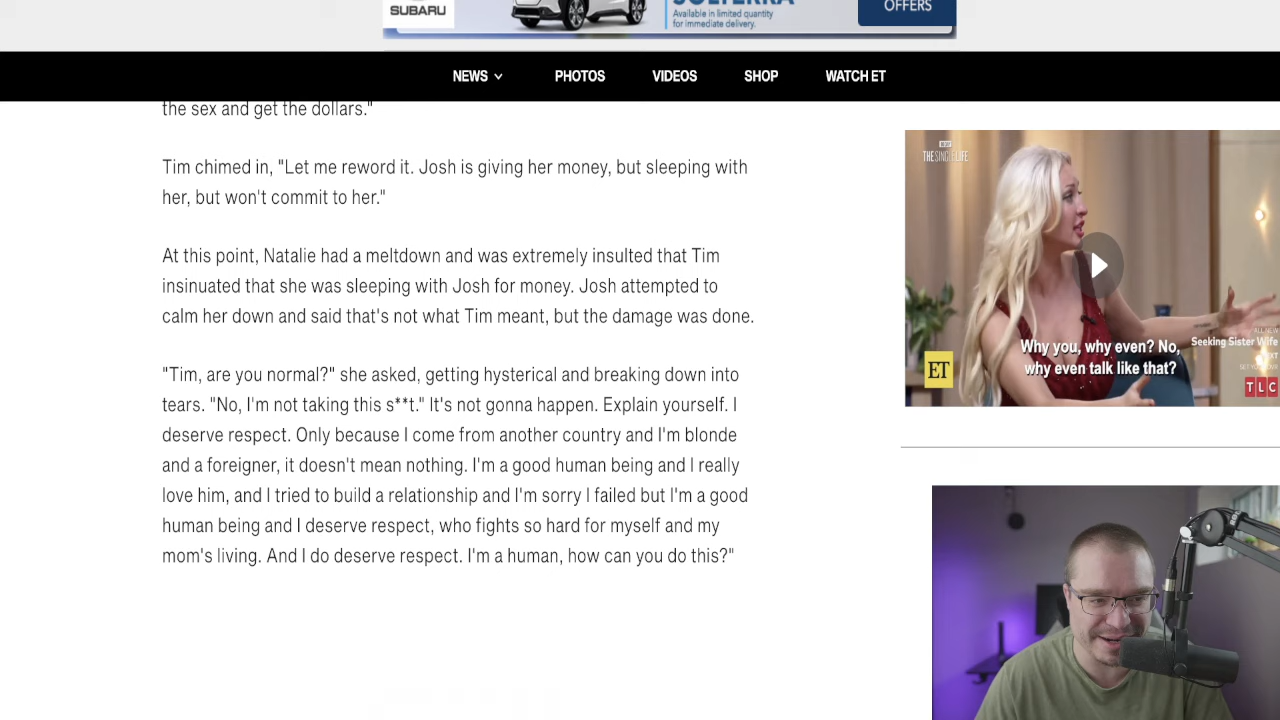 SUBARU
SOLTERRA
Available in limited quantity
for immediate delivery.
OFFERS
NEWS
PHOTOS
VIDEOS
SHOP
WATCH ET
the sex and get the dollars."
Tim chimed in, "Let me reword it. Josh is giving her money, but sleeping with
her, but won't commit to her."
At this point, Natalie had a meltdown and was extremely insulted that Tim
insinuated that she was sleeping with Josh for money. Josh attempted to
calm her down and said that's not what Tim meant, but the damage was done.
"Tim, are you normal?" she asked, getting hysterical and breaking down into
tears. "No, I'm not taking this s**t." It's not gonna happen. Explain yourself. I
deserve respect. Only because I come from another country and I'm blonde
and a foreigner, it doesn't mean nothing. I'm a good human being and I really
love him, and I tried to build a relationship and I'm sorry I failed but I'm a good
human being and I deserve respect, who fights so hard for myself and my
mom's living. And I do deserve respect. I'm a human, how can you do this?"
THE SINGLE LIFE
Why you, why even? No,
why even talk like that?
ET
ALL NEW
Seeking Sister Wife
TLC